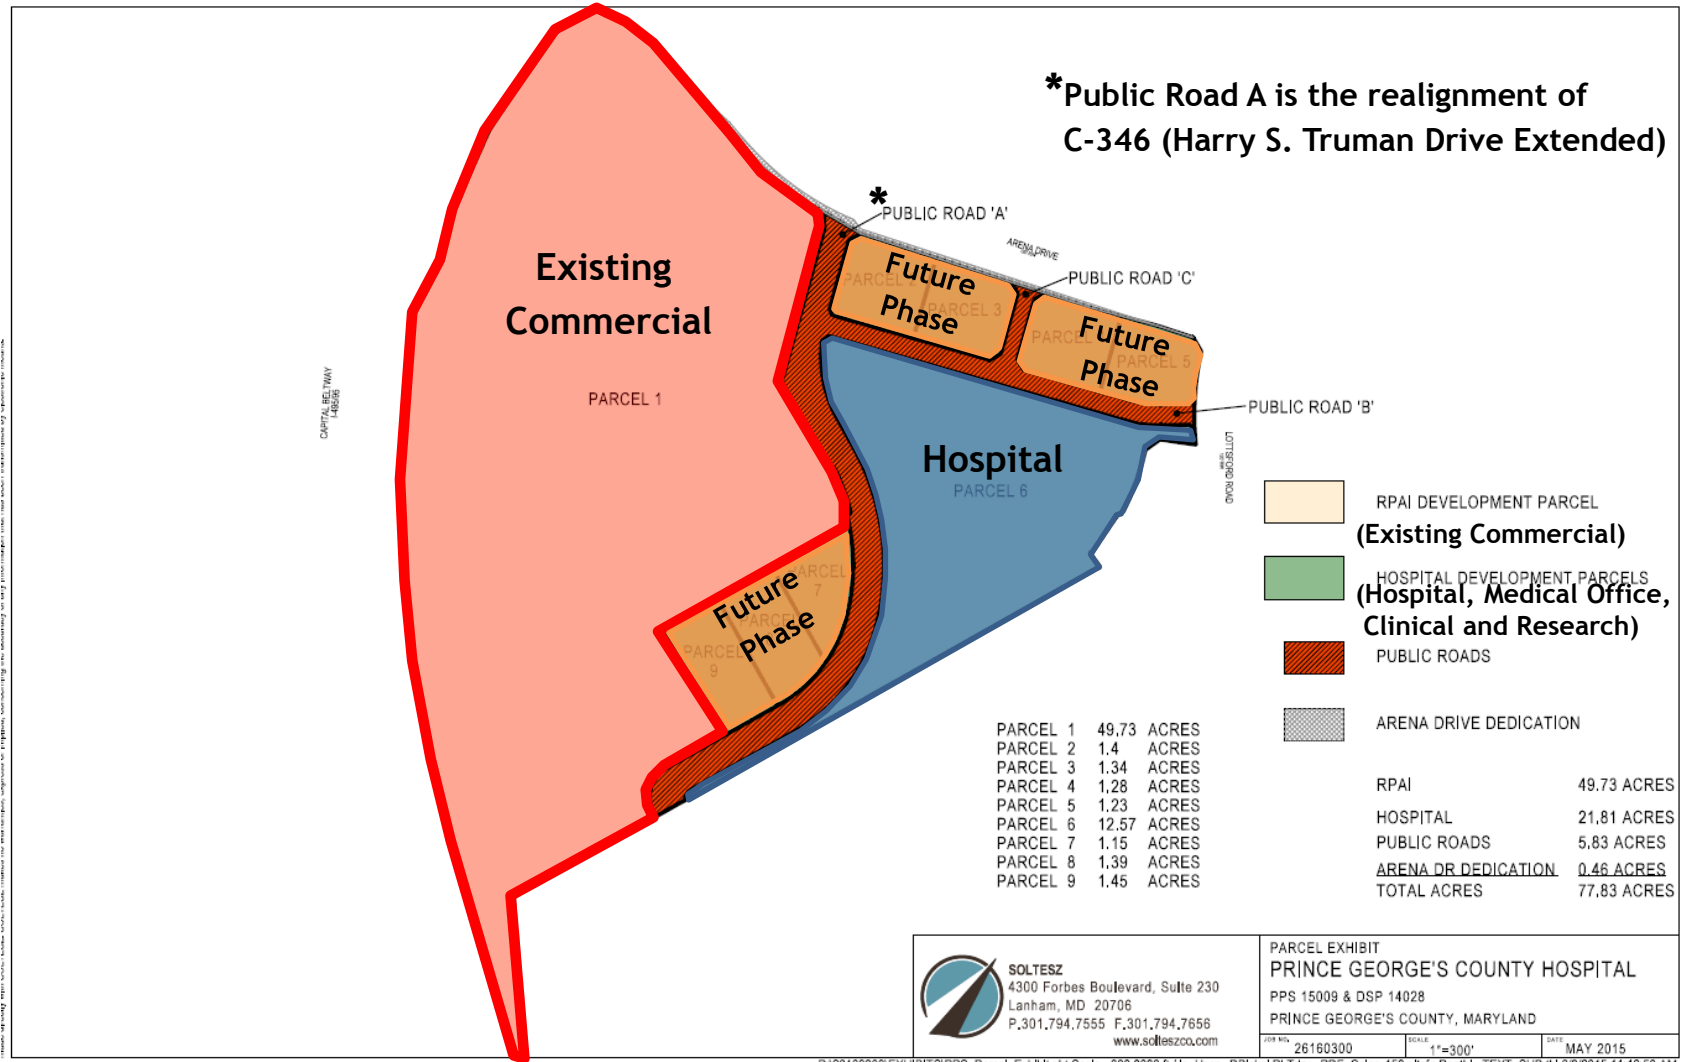 *Public Road A is the realignment of
C-346 (Harry S. Truman Drive Extended)
*
PUBLIC ROAD 'A'
ARENA DRIVE
PUBLIC ROAD 'C'
Existing
Commercial
PARCEL 1
CAPITAL BELTWAY
I-495/95
PARCEL 2
PARCEL 3
Future
Phase
PARCEL
PARCEL 5
Future
Phase
PUBLIC ROAD 'B'
LOTTSFORD ROAD
Hospital
PARCEL 6
PARCEL
7
PARCEL
PARCEL
9
Future
Phase
RPAI DEVELOPMENT PARCEL
(Existing Commercial)
HOSPITAL DEVELOPMENT PARCELS
(Hospital, Medical Office,
Clinical and Research)
PUBLIC ROADS
ARENA DRIVE DEDICATION
PARCEL 1 49.73 ACRES
PARCEL 2 1.4 ACRES
PARCEL 3 1.34 ACRES
PARCEL 4 1.28 ACRES
PARCEL 5 1.23 ACRES
PARCEL 6 12.57 ACRES
PARCEL 7 1.15 ACRES
PARCEL 8 1.39 ACRES
PARCEL 9 1.45 ACRES
RPAI 49.73 ACRES
HOSPITAL 21.81 ACRES
PUBLIC ROADS 5.83 ACRES
ARENA DR DEDICATION 0.46 ACRES
TOTAL ACRES 77.83 ACRES
SOLTESZ
4300 Forbes Boulevard, Suite 230
Lanham, MD 20706
P.301.794.7555 F.301.794.7656
www.solteszco.com
PARCEL EXHIBIT
PRINCE GEORGE'S COUNTY HOSPITAL
PPS 15009 & DSP 14028
PRINCE GEORGE'S COUNTY, MARYLAND
JOB NO. 26160300
SCALE 1"=300'
DATE MAY 2015